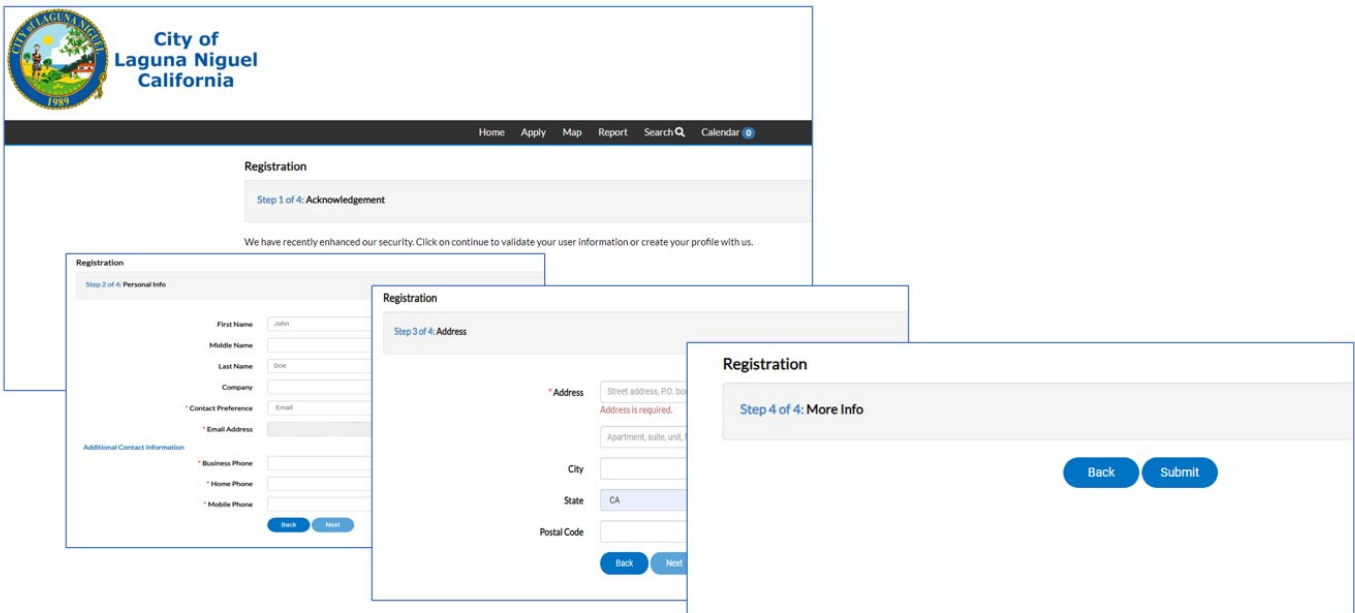 CITY of LAGUNA NIGUEL
1989
City of
Laguna Niguel
California
Home Apply Map Report Search Calendar 0
Registration
Step 1 of 4: Acknowledgement
We have recently enhanced our security. Click on continue to validate your user information or create your profile with us.
Registration
Step 2 of 4: Personal Info
First Name John
Middle Name
Last Name Doe
Company
* Contact Preference Email
* Email Address
Additional Contact Information
* Business Phone
* Home Phone
* Mobile Phone
Back Next
Registration
Step 3 of 4: Address
* Address Street address, P.O.
Address is required.
Apartment, suite, unit,
City
State CA
Postal Code
Back Next
Registration
Step 4 of 4: More Info
Back Submit